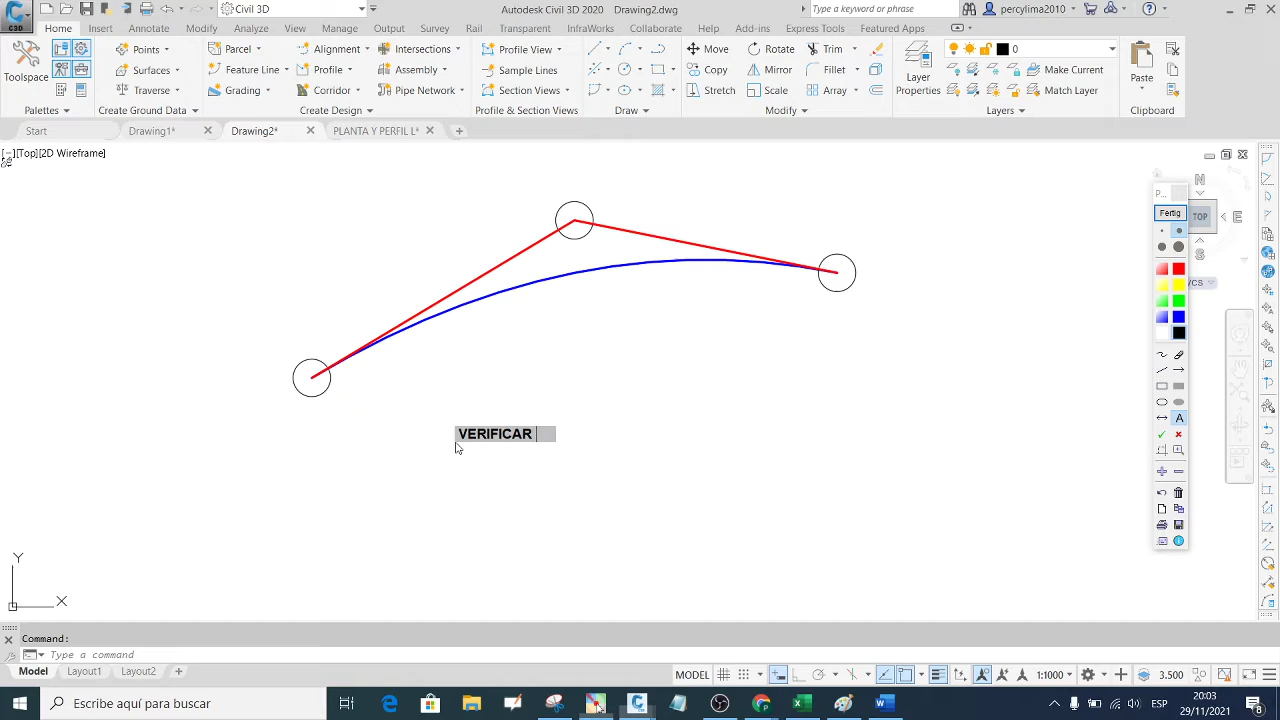 C3D
Civil 3D
Autodesk Civil 3D 2020 Drawing2.dwg
Type a keyword or phrase
percylima2010
Home Insert Annotate Modify Analyze View Manage Output Survey Rail Transparent InfraWorks Collaborate Help Add-ins Express Tools Featured Apps
Toolspace
Points
Surfaces
Traverse
Parcel
Feature Line
Grading
Alignment
Profile
Corridor
Intersections
Assembly
Pipe Network
Profile View
Sample Lines
Section Views
Move
Copy
Stretch
Rotate
Mirror
Scale
Trim
Fillet
Array
Layer
Properties
0
Make Current
Match Layer
Paste
Palettes Create Ground Data Create Design Profile & Section Views Draw Modify Layers Clipboard
Start Drawing1* Drawing2* PLANTA Y PERFIL L*
[−][Top][2D Wireframe]
N
TOP
E
S
P...
Fertig
A
VERIFICAR
Y
X
Command:
Type a command
Model Layout1 Layout2
MODEL 1:1000 3.500
Escribe aquí para buscar
ESP
20:03
29/11/2021